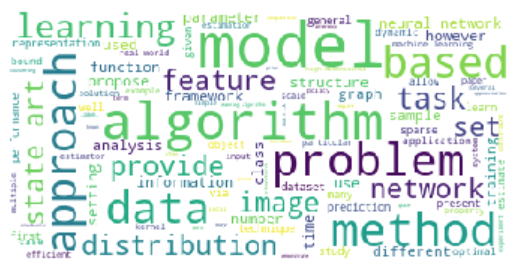 learning
parameter
general
neural network
representation
used
given
model
dynamic
machine learning
however
real world
bound
function
propose
feature
structure
based
framework
graph
task
allow
paper
learn
state art
approach
algorithm
sample
set
sparse
application
well
analysis
object
particular
class
problem
training
system
estimator
provide
input
dataset
network
multiple
setting
information
use
image
many
prediction
present
property
data
via
number
time
method
first
technique
kernel
distribution
study
different
optimal
efficient